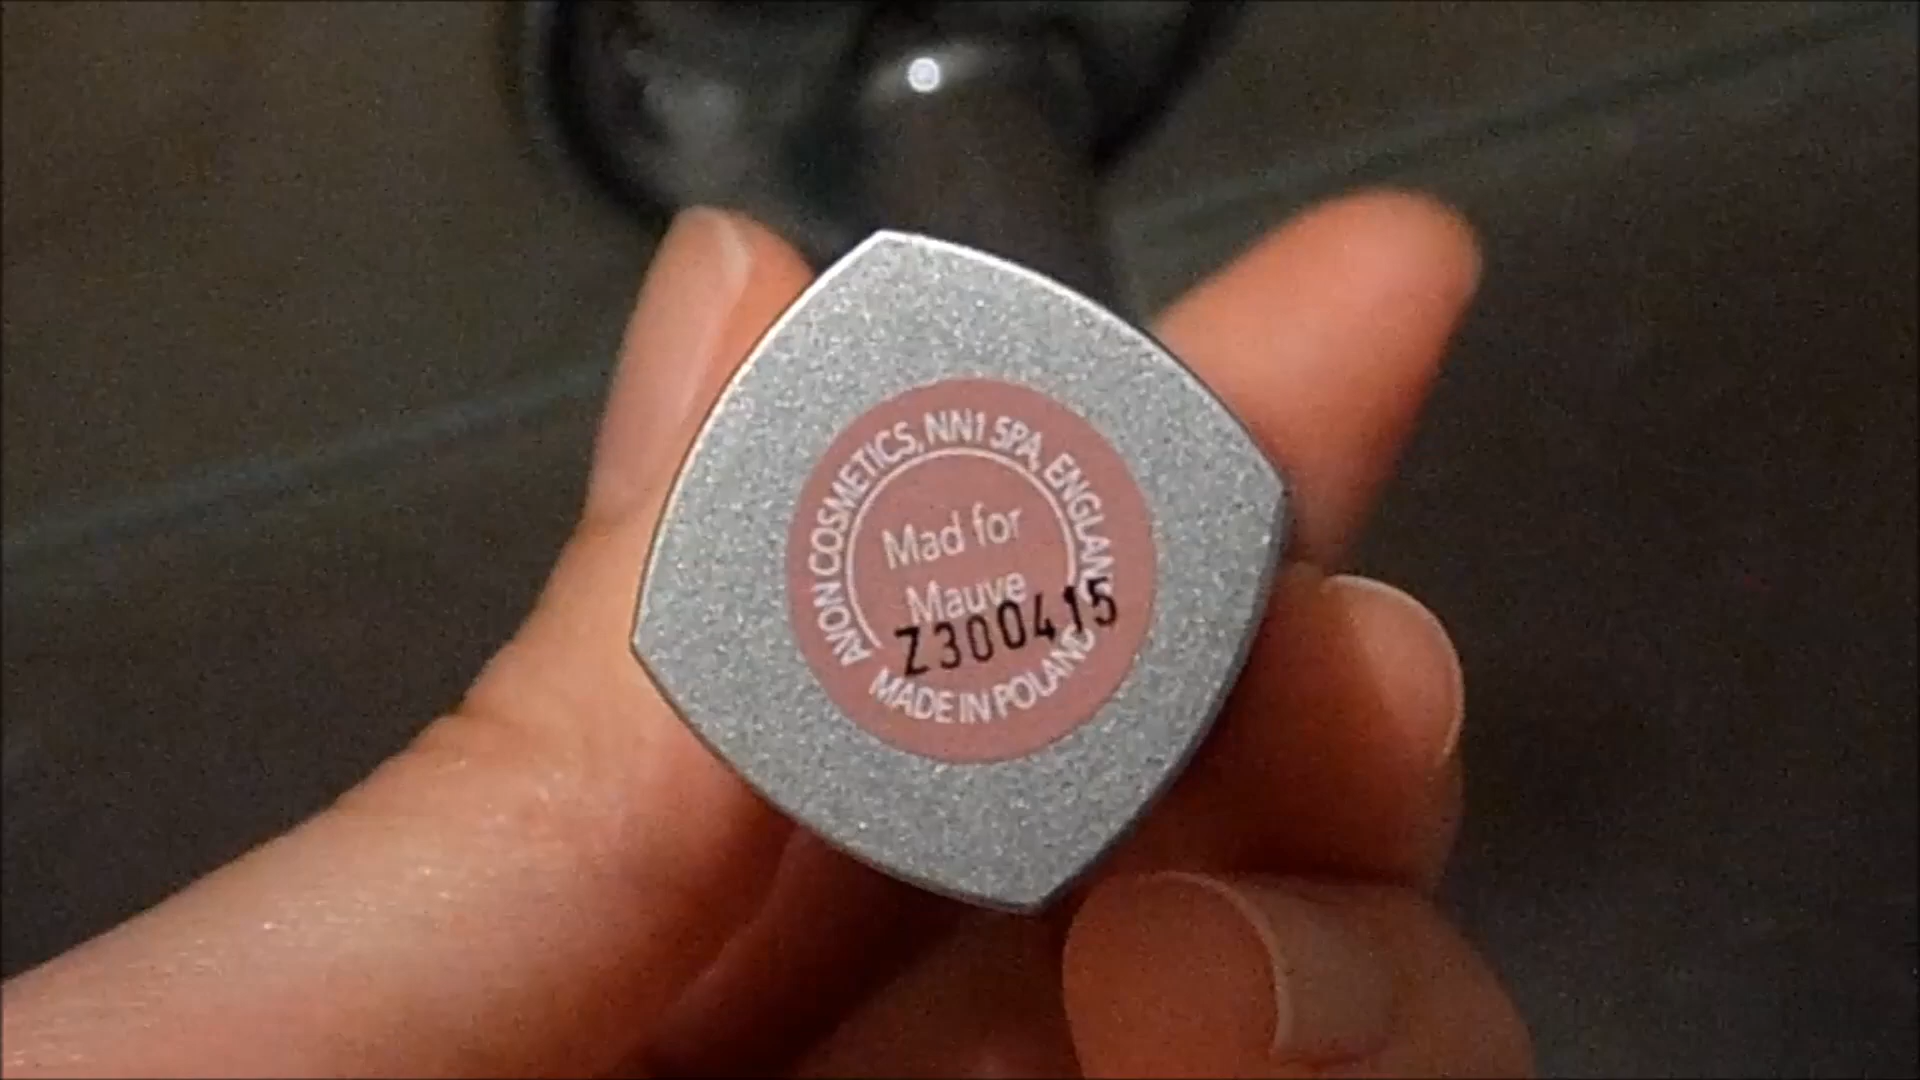 AVON COSMETICS, NN1 5PA, ENGLAND
Mad for
Mauve
Z300415
MADE IN POLAND